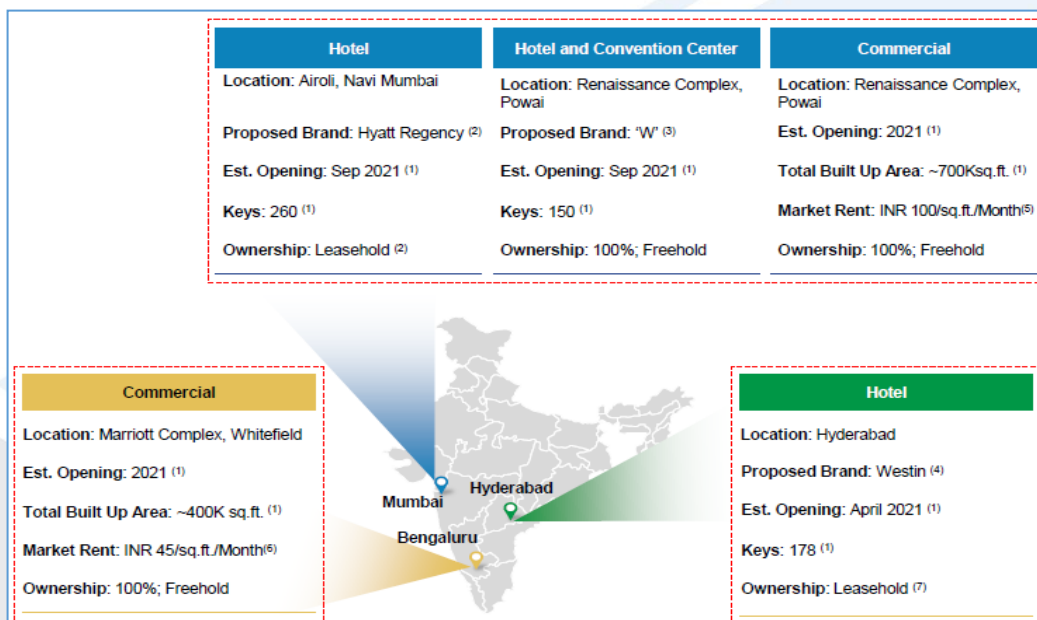 Hotel
Location: Airoli, Navi Mumbai
Proposed Brand: Hyatt Regency (2)
Est. Opening: Sep 2021 (1)
Keys: 260 (1)
Ownership: Leasehold (2)
Hotel and Convention Center
Location: Renaissance Complex,
Powai
Proposed Brand: ‘W’ (3)
Est. Opening: Sep 2021 (1)
Keys: 150 (1)
Ownership: 100%; Freehold
Commercial
Location: Renaissance Complex,
Powai
Est. Opening: 2021 (1)
Total Built Up Area: ~700Ksq.ft. (1)
Market Rent: INR 100/sq.ft./Month(5)
Ownership: 100%; Freehold
Commercial
Location: Marriott Complex, Whitefield
Est. Opening: 2021 (1)
Total Built Up Area: ~400K sq.ft. (1)
Market Rent: INR 45/sq.ft./Month(6)
Ownership: 100%; Freehold
Mumbai
Hyderabad
Bengaluru
Hotel
Location: Hyderabad
Proposed Brand: Westin (4)
Est. Opening: April 2021 (1)
Keys: 178 (1)
Ownership: Leasehold (7)